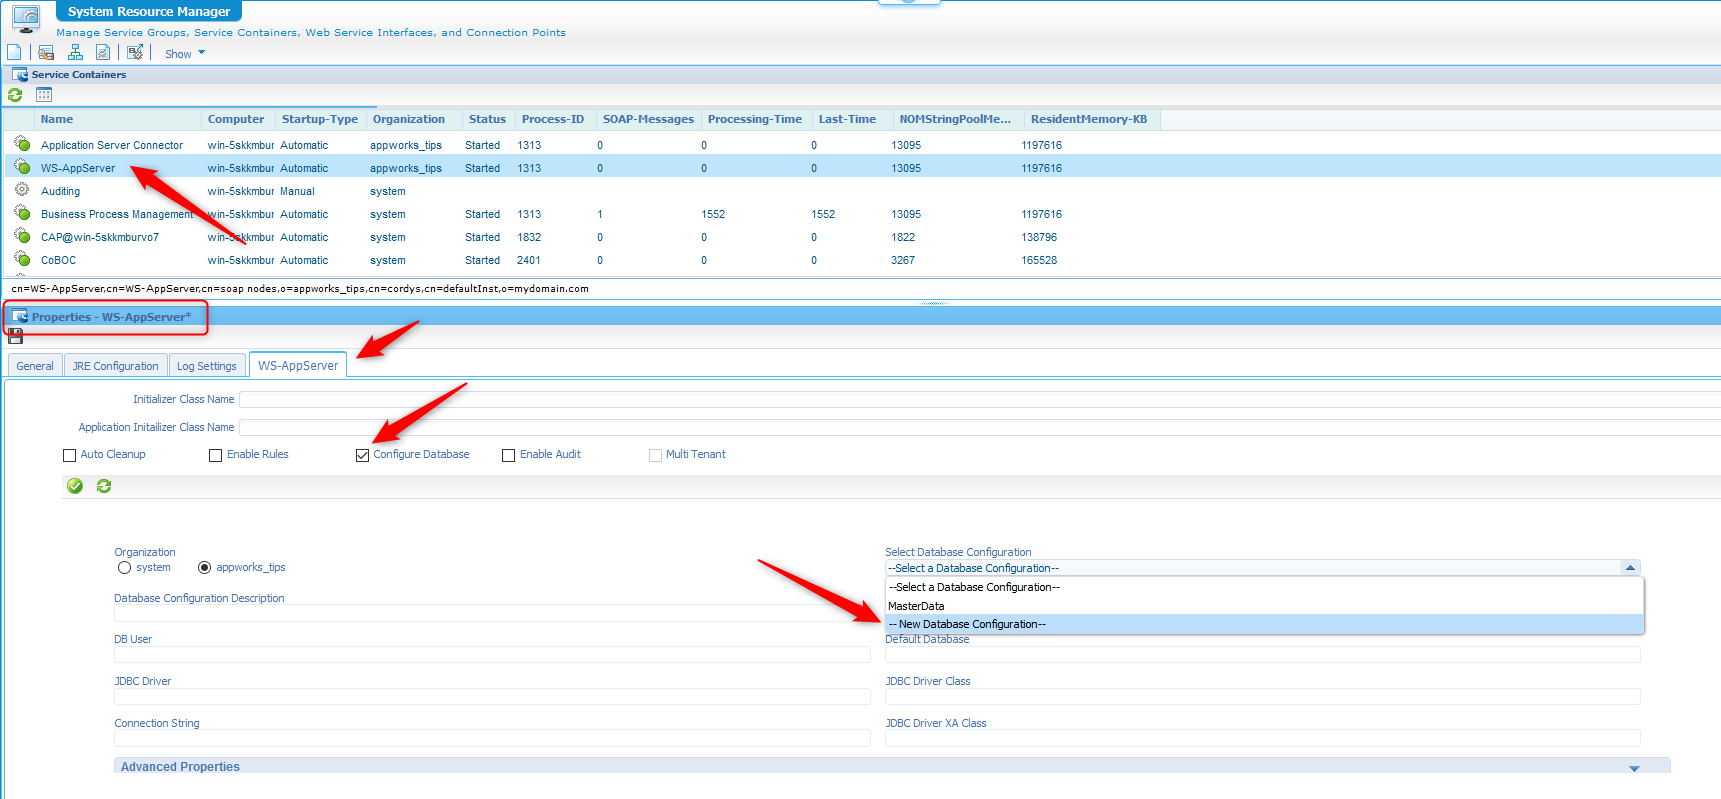 System Resource Manager
Manage Service Groups, Service Containers, Web Service Interfaces, and Connection Points
Show
Service Containers
Name Computer Startup-Type Organization Status Process-ID SOAP-Messages Processing-Time Last-Time NOMStringPoolMe... ResidentMemory-KB
Application Server Connector win-5skkmbur Automatic appworks_tips Started 1313 0 0 0 13095 1197616
WS-AppServer win-5skkmbur Automatic appworks_tips Started 1313 0 0 0 13095 1197616
Auditing win-5skkmbur Manual system
Business Process Management win-5skkmbur Automatic system Started 1313 1 1552 1552 13095 1197616
CAP@win-5skkmburvo7 win-5skkmbur Automatic system Started 1832 0 0 0 1822 138796
CoBOC win-5skkmbur Automatic system Started 2401 0 0 0 3267 165528
cn=WS-AppServer,cn=WS-AppServer,cn=soap nodes,o=appworks_tips,cn=cordys,cn=defaultInst,o=mydomain.com
Properties - WS-AppServer*
General JRE Configuration Log Settings WS-AppServer
Initializer Class Name
Application Initailizer Class Name
Auto Cleanup Enable Rules Configure Database Enable Audit Multi Tenant
Organization Select Database Configuration
system appworks_tips --Select a Database Configuration--
--Select a Database Configuration--
Database Configuration Description MasterData
-- New Database Configuration--
DB User Default Database
JDBC Driver JDBC Driver Class
Connection String JDBC Driver XA Class
Advanced Properties